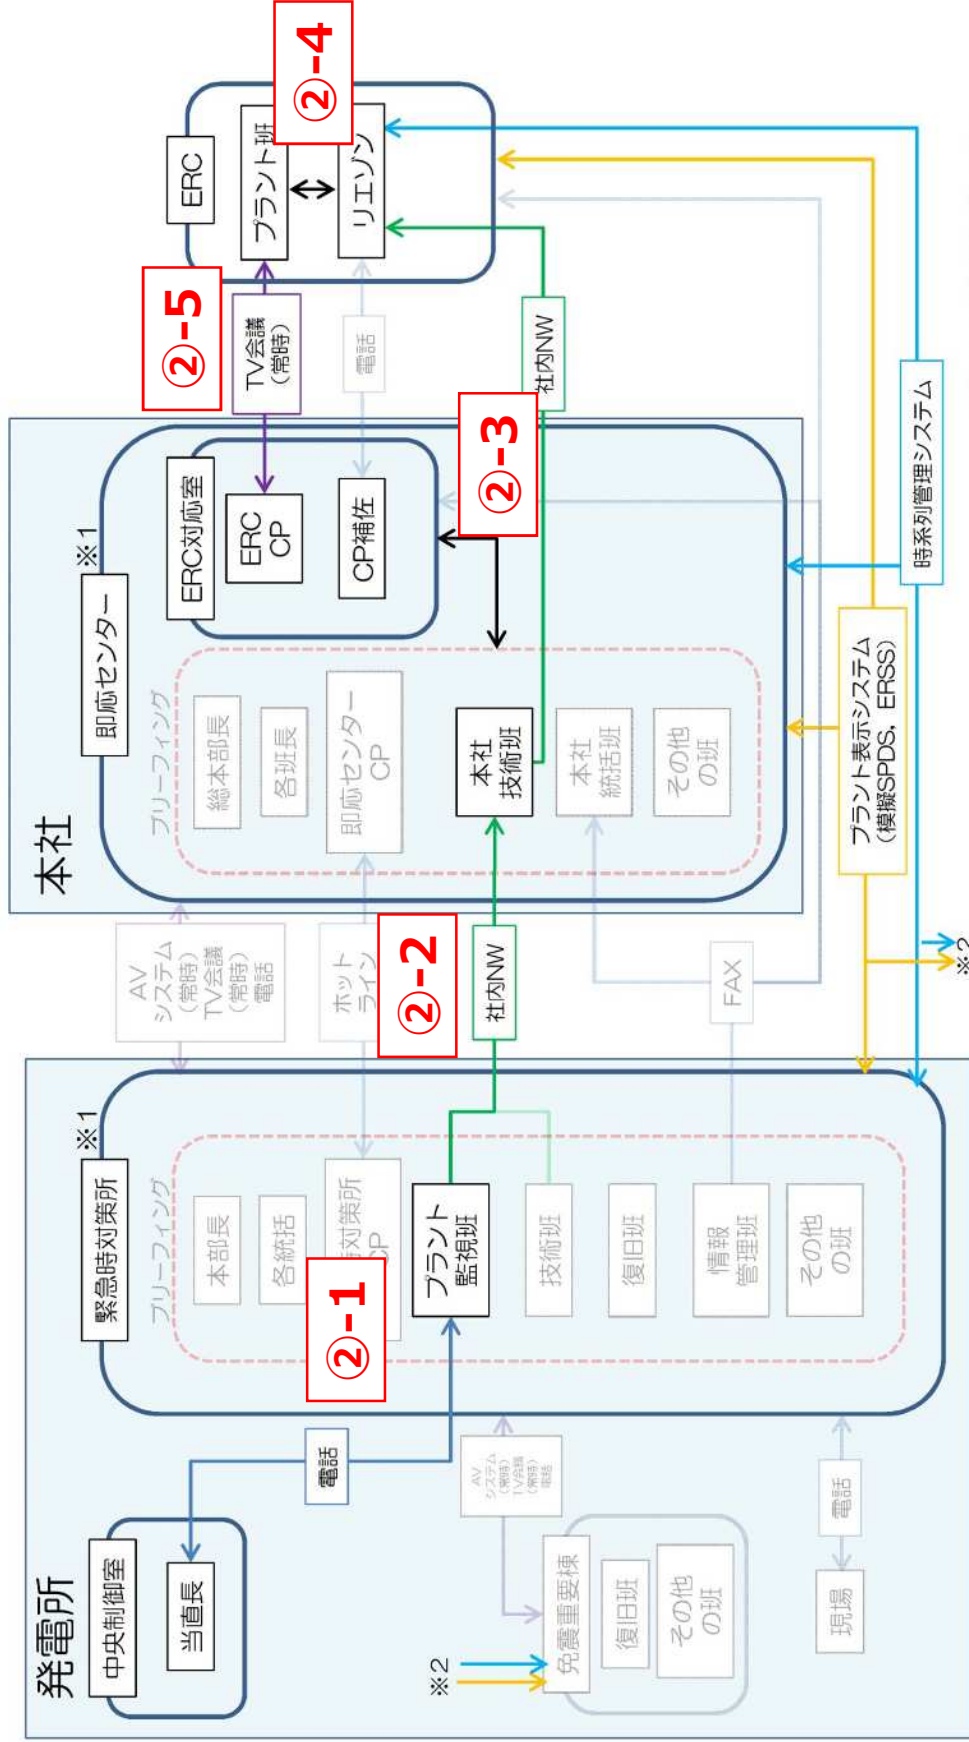 発電所
中央制御室
当直長
電話
※2
免震重要棟
復旧班
その他
の班
AV
システム
(常時)
TV会議
(常時)
電話
現場
電話
緊急時対策所
※1
ブリーフィング
本部長
各統括
時対策所
CP
②-1
プラント
監視班
技術班
復旧班
情報
管理班
その他
の班
AV
システム
(常時)
TV会議
(常時)
電話
ホット
ライン
②-2
社内NW
FAX
※2
本社
即応センター
※1
ブリーフィング
総本部長
各班長
即応センター
CP
本社
技術班
本社
統括班
その他
の班
ERC対応室
ERC
CP
CP補佐
②-3
②-5
TV会議
(常時)
電話
社内NW
プラント表示システム
(模擬SPDS、ERSS)
時系列管理システム
ERC
プラント班
②-4
リエゾン